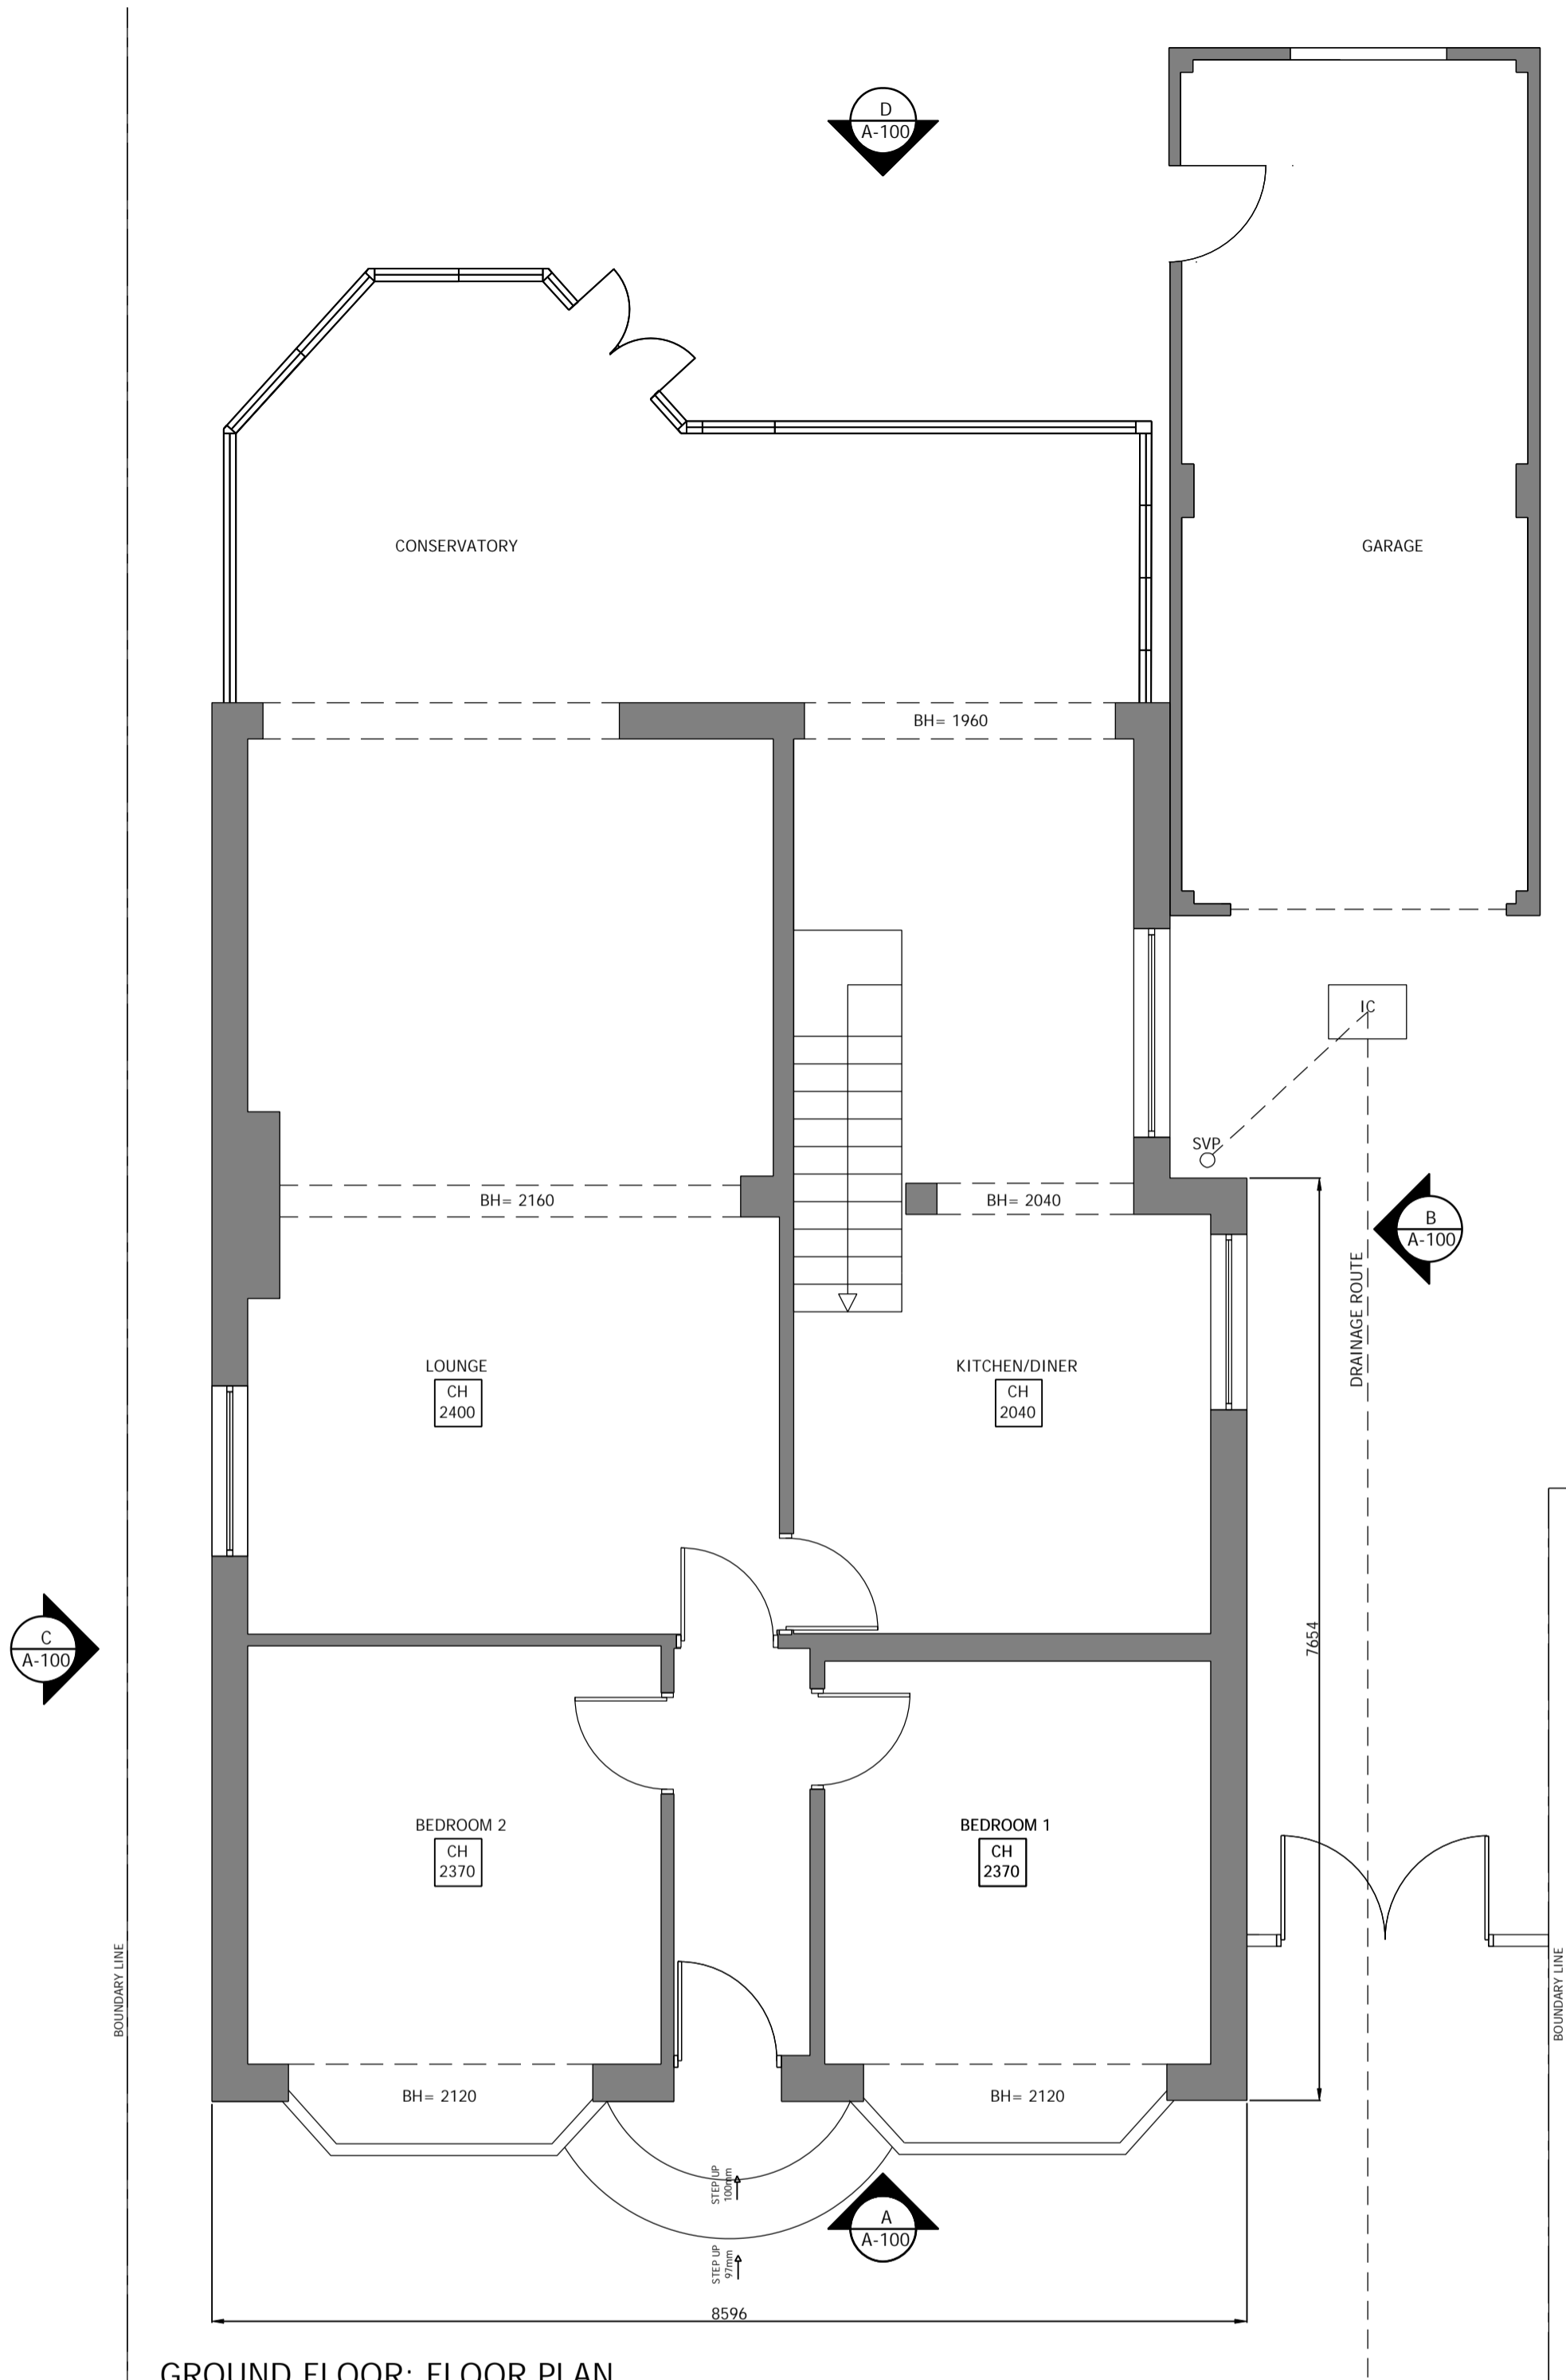 D
A-100
CONSERVATORY
GARAGE
BH= 1960
IC
SVP
BH= 2160
BH= 2040
B
A-100
DRAINAGE ROUTE
LOUNGE
CH
2400
KITCHEN/DINER
CH
2040
C
A-100
7654
BEDROOM 2
CH
2370
BEDROOM 1
CH
2370
BOUNDARY LINE
BOUNDARY LINE
BH= 2120
BH= 2120
STEP UP
100mm
A
A-100
STEP UP
97mm
8596
GROUND FLOOR: FLOOR PLAN